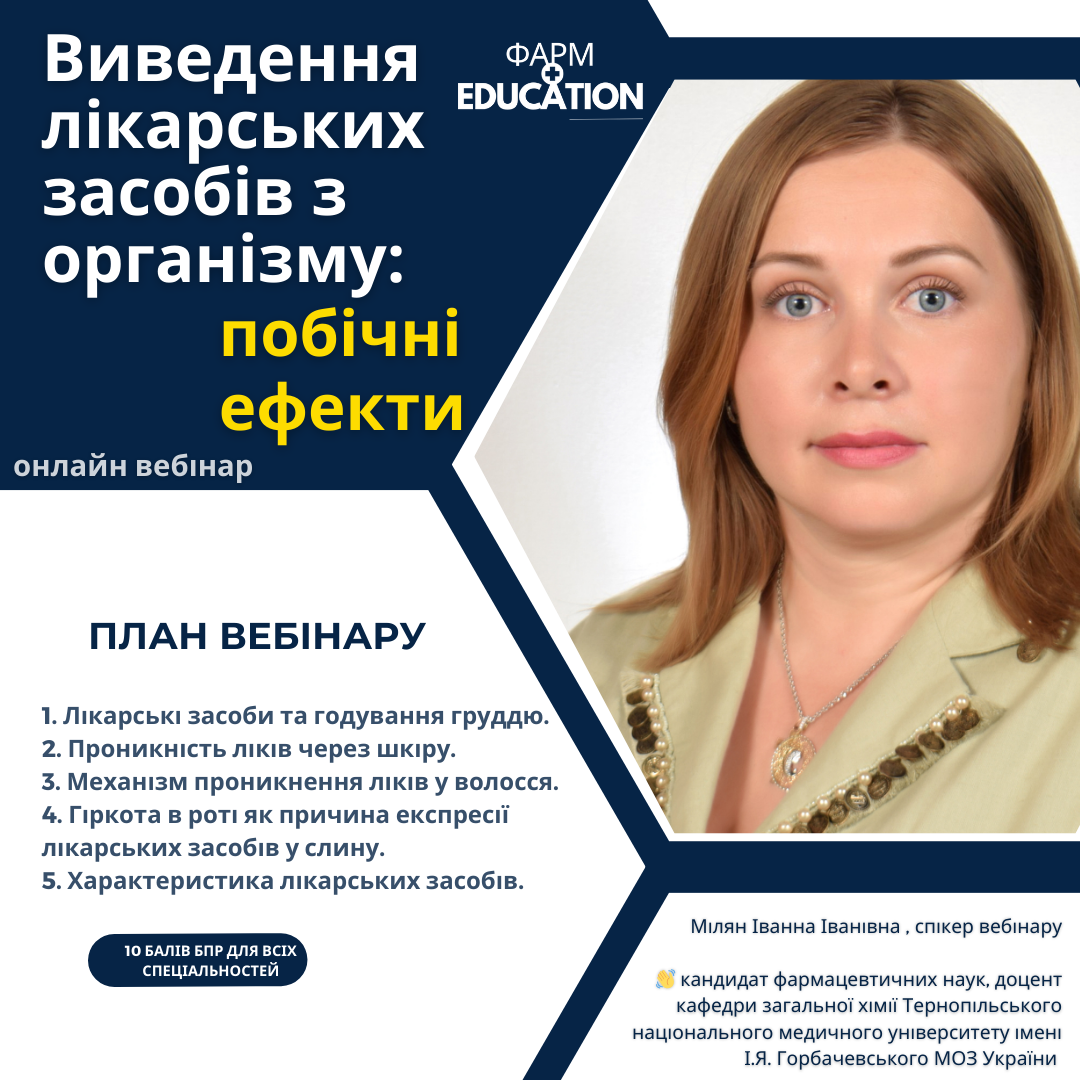 Виведення
лікарських
засобів з
організму:
побічні
ефекти
ФАРМ
EDUCATION
онлайн вебінар
ПЛАН ВЕБІНАРУ
1. Лікарські засоби та годування груддю.
2. Проникність ліків через шкіру.
3. Механізм проникнення ліків у волосся.
4. Гіркота в роті як причина експресії
лікарських засобів у слину.
5. Характеристика лікарських засобів.
10 БАЛІВ БПР ДЛЯ ВСІХ
СПЕЦІАЛЬНОСТЕЙ
Мілян Іванна Іванівна , спікер вебінару
👏 кандидат фармацевтичних наук, доцент
кафедри загальної хімії Тернопільського
національного медичного університету імені
І.Я. Горбачевського МОЗ України